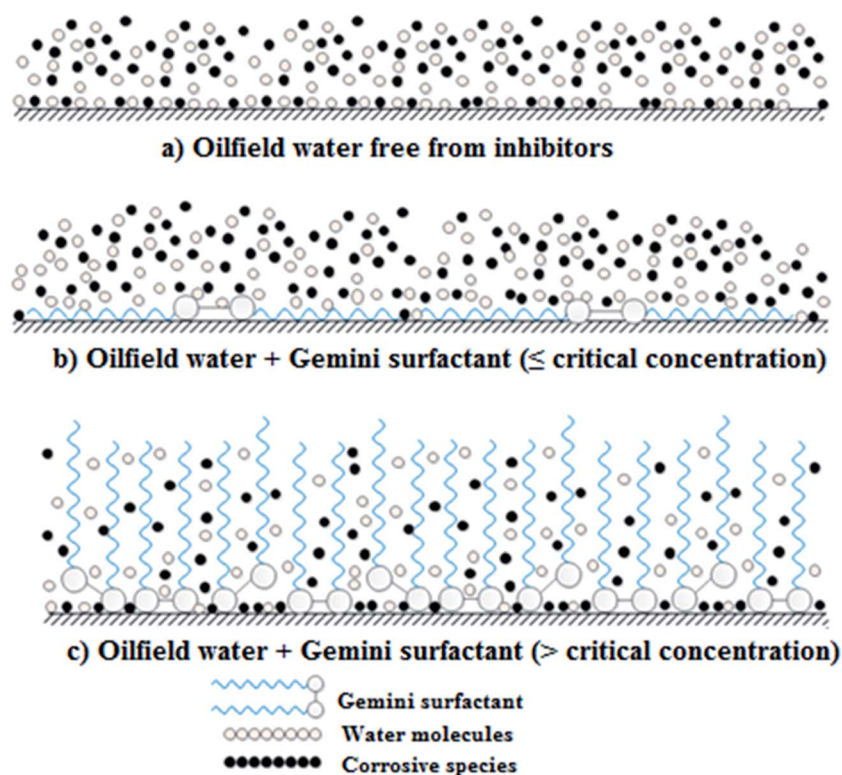 a) Oilfield water free from inhibitors
b) Oilfield water + Gemini surfactant (≤ critical concentration)
c) Oilfield water + Gemini surfactant (> critical concentration)
Gemini surfactant
Water molecules
Corrosive species